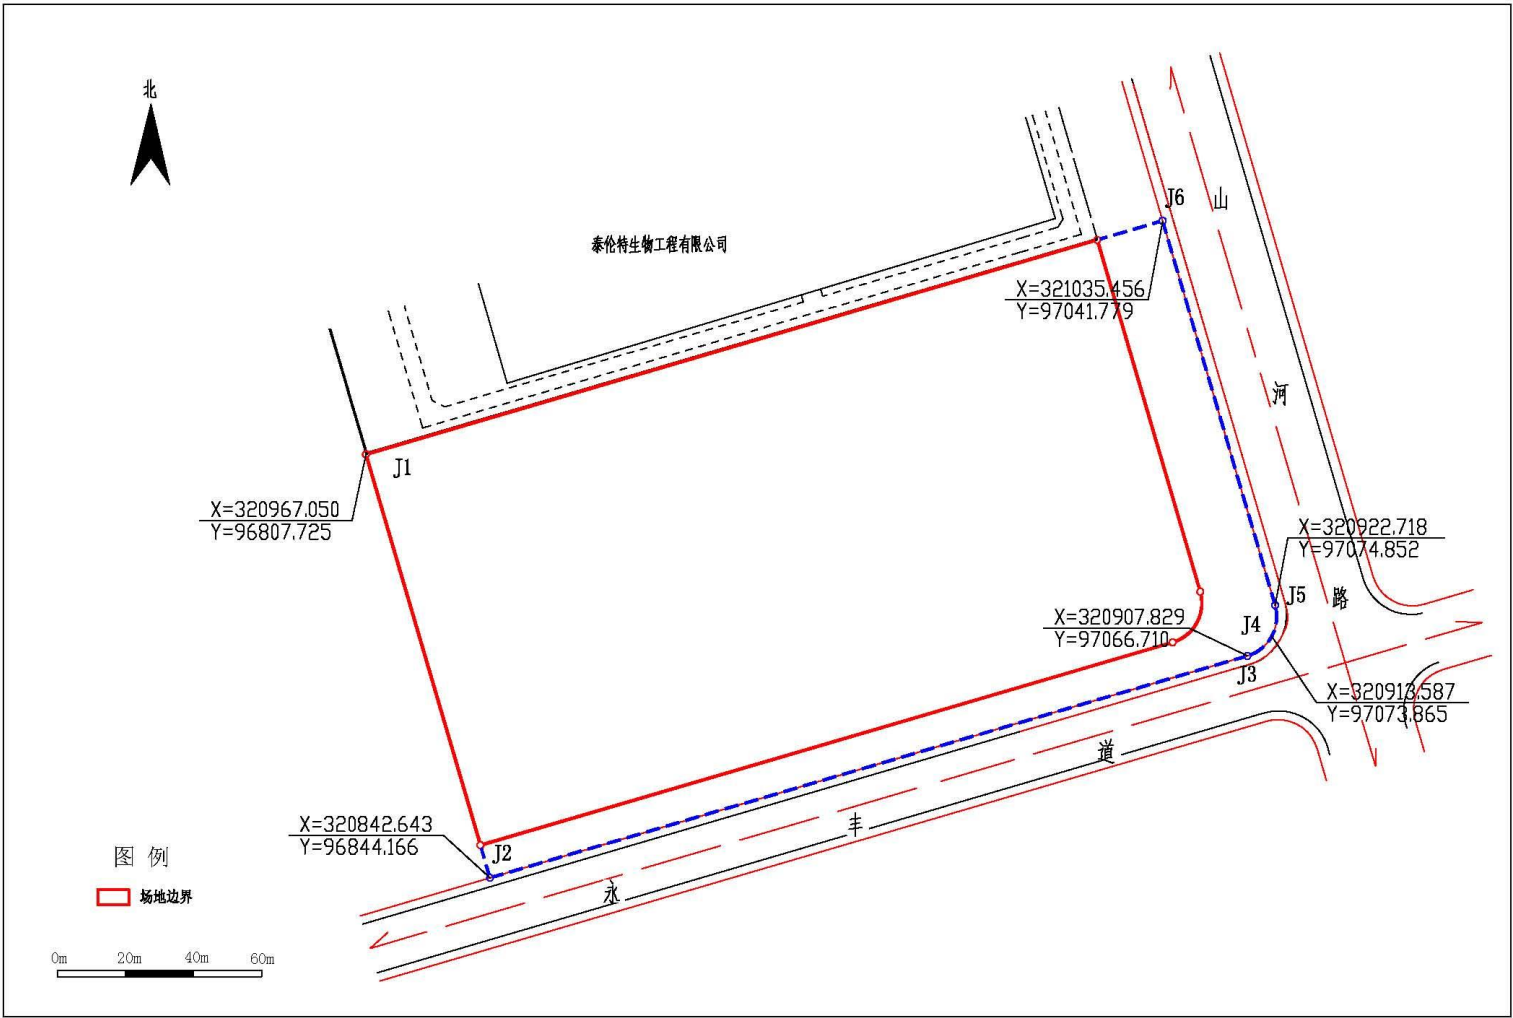 北
J6
山
泰伦特生物工程有限公司
X=321035.456
Y=97041.779
河
J1
X=320967.050
Y=96807.725
X=320922.718
Y=97074.852
J5
路
X=320907.829
Y=97066.710
J4
J3
X=320913.587
Y=97073.865
道
X=320842.643
Y=96844.166
J2
丰
永
图 例
场地边界
0m 20m 40m 60m